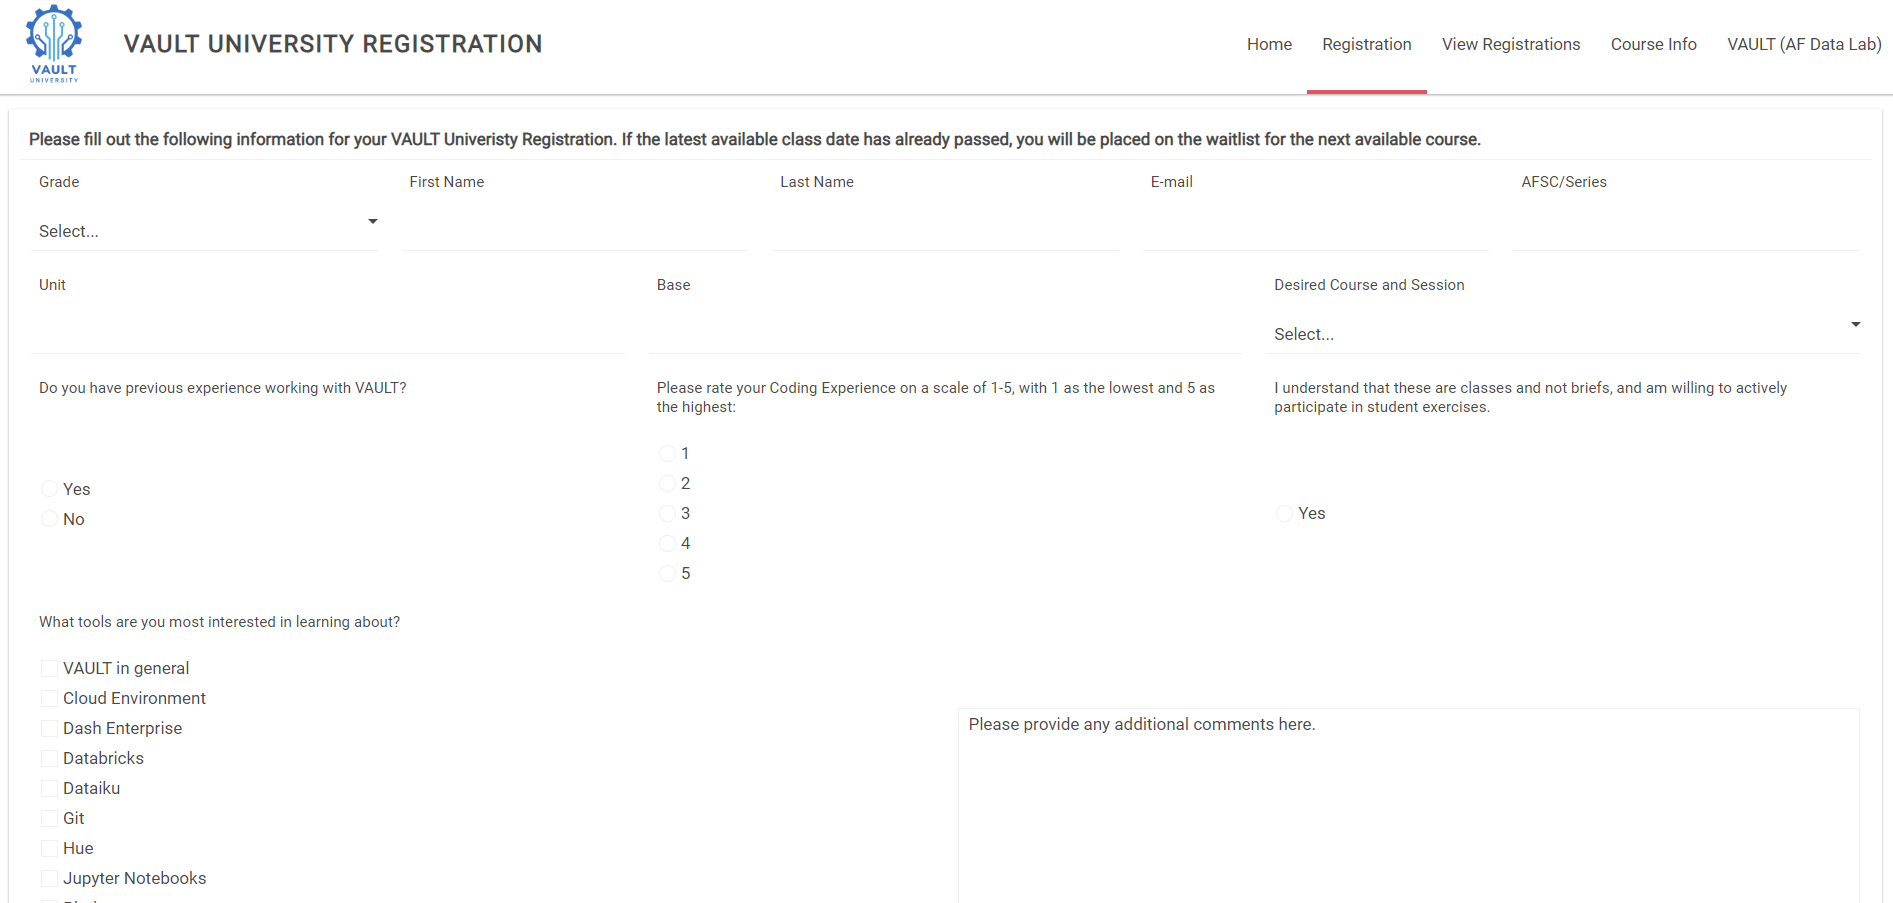 VAULT
UNIVERSITY
VAULT UNIVERSITY REGISTRATION
Home Registration View Registrations Course Info VAULT (AF Data Lab)
Please fill out the following information for your VAULT Univeristy Registration. If the latest available class date has already passed, you will be placed on the waitlist for the next available course.
Grade First Name Last Name E-mail AFSC/Series
Select...
Unit Base Desired Course and Session
Select...
Do you have previous experience working with VAULT?
Yes
No
Please rate your Coding Experience on a scale of 1-5, with 1 as the lowest and 5 as
the highest:
1
2
3
4
5
I understand that these are classes and not briefs, and am willing to actively
participate in student exercises.
Yes
What tools are you most interested in learning about?
VAULT in general
Cloud Environment
Dash Enterprise
Databricks
Dataiku
Git
Hue
Jupyter Notebooks
Please provide any additional comments here.